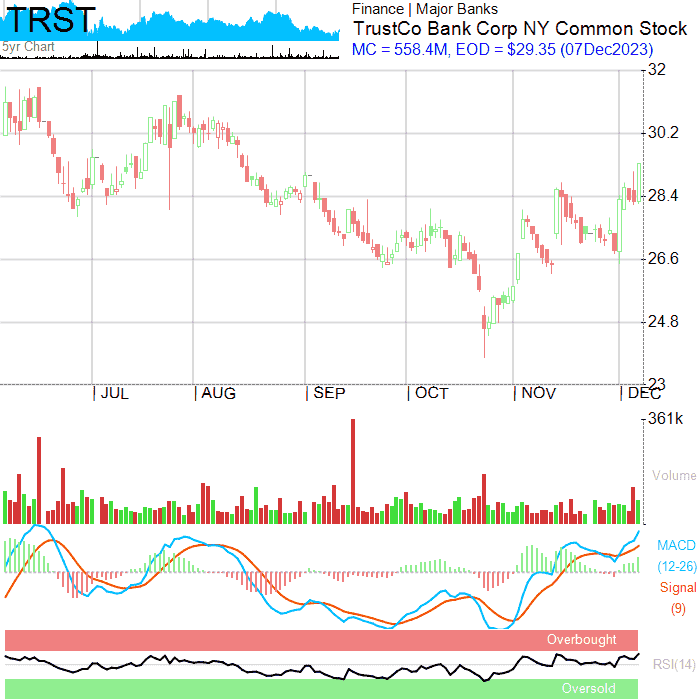 TRST
5yr Chart
Finance | Major Banks
TrustCo Bank Corp NY Common Stock
MC = 558.4M, EOD = $29.35 (07Dec2023)
32
30.2
28.4
26.6
24.8
23
JUL AUG SEP OCT NOV DEC
361k
Volume
MACD
(12-26)
Signal
(9)
Overbought
RSI(14)
Oversold